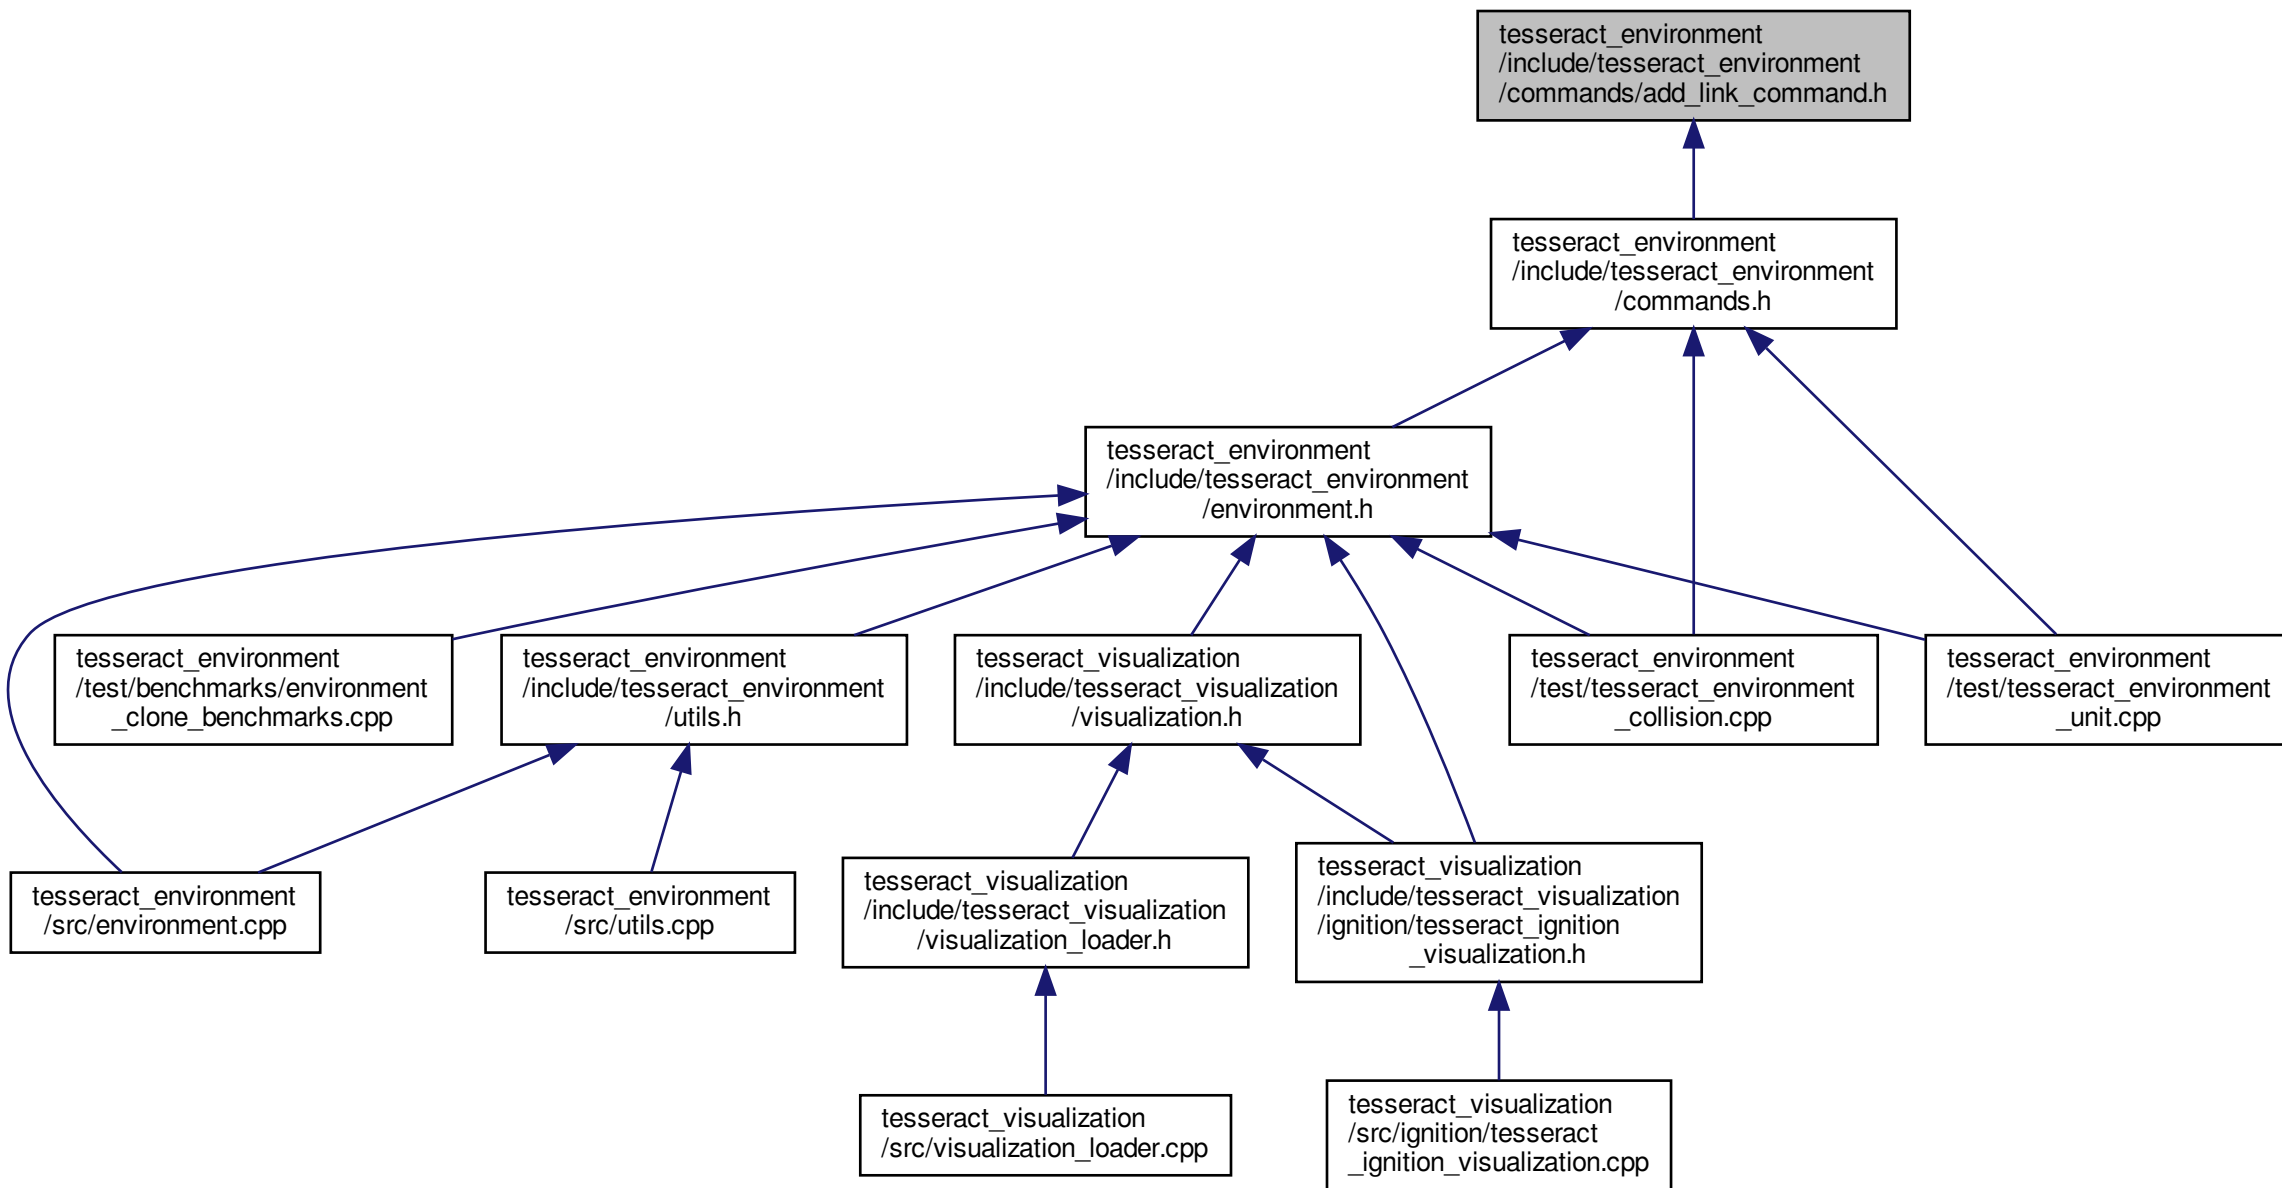 tesseract_environment
/include/tesseract_environment
/commands/add_link_command.h
tesseract_environment
/include/tesseract_environment
/commands.h
tesseract_environment
/include/tesseract_environment
/environment.h
tesseract_environment
/test/benchmarks/environment
_clone_benchmarks.cpp
tesseract_environment
/include/tesseract_environment
/utils.h
tesseract_visualization
/include/tesseract_visualization
/visualization.h
tesseract_environment
/test/tesseract_environment
_collision.cpp
tesseract_environment
/test/tesseract_environment
_unit.cpp
tesseract_environment
/src/environment.cpp
tesseract_environment
/src/utils.cpp
tesseract_visualization
/include/tesseract_visualization
/visualization_loader.h
tesseract_visualization
/include/tesseract_visualization
/ignition/tesseract_ignition
_visualization.h
tesseract_visualization
/src/visualization_loader.cpp
tesseract_visualization
/src/ignition/tesseract
_ignition_visualization.cpp